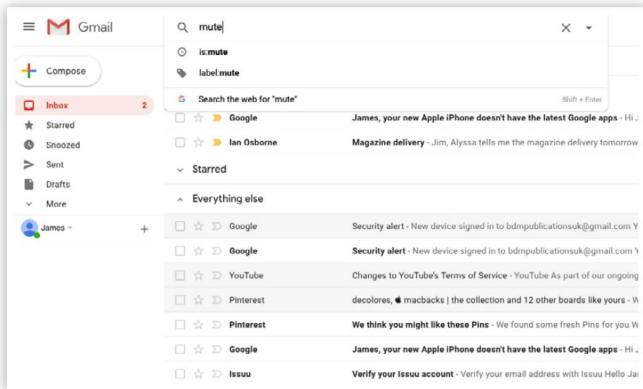 Gmail
mute
is:mute
label:mute
Search the web for "mute"
Shift + Enter
Compose
Inbox 2
Starred
Snoozed
Sent
Drafts
More
James
Google James, your new Apple iPhone doesn't have the latest Google apps - Hi
Ian Osborne Magazine delivery - Jim, Alyssa tells me the magazine delivery tomorrow
Starred
Everything else
Google Security alert - New device signed in to bdmpublicationsuk@gmail.com Y
Google Security alert - New device signed in to bdmpublicationsuk@gmail.com Y
YouTube Changes to YouTube's Terms of Service - YouTube As part of our ongoing
Pinterest decolores, macbacks | the collection and 12 other boards like yours - W
Pinterest We think you might like these Pins - We found some fresh Pins for you W
Google James, your new Apple iPhone doesn't have the latest Google apps - Hi
Issuu Verify your Issuu account - Verify your email address with Issuu Hello Ja